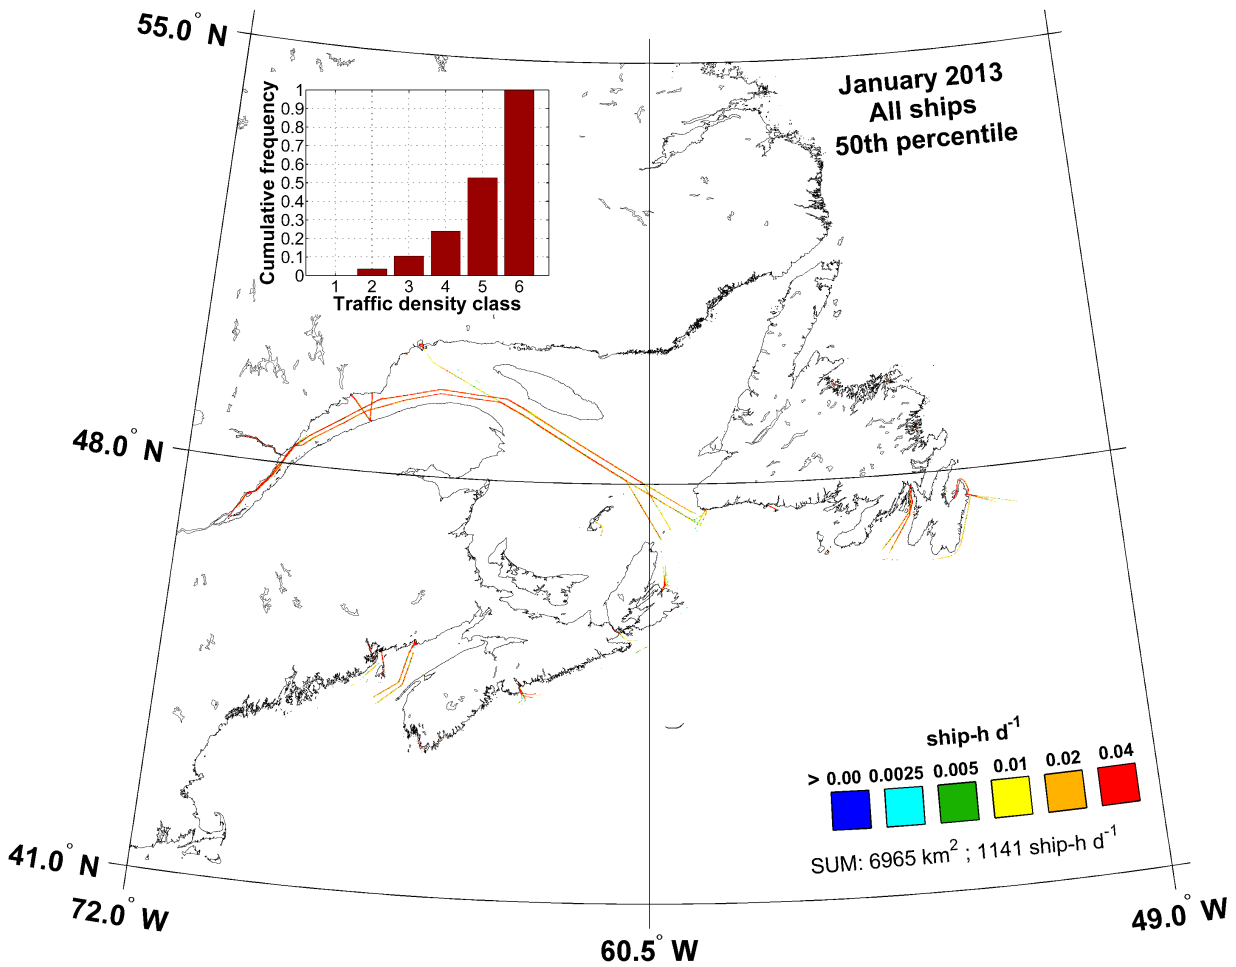 55.0° N
January 2013
All ships
50th percentile
Cumulative frequency
1
0.9
0.8
0.7
0.6
0.5
0.4
0.3
0.2
0.1
0
1 2 3 4 5 6
Traffic density class
48.0° N
ship-h d-1
> 0.00 0.0025 0.005 0.01 0.02 0.04
SUM: 6965 km2 ; 1141 ship-h d-1
41.0° N
72.0° W
60.5° W
49.0° W